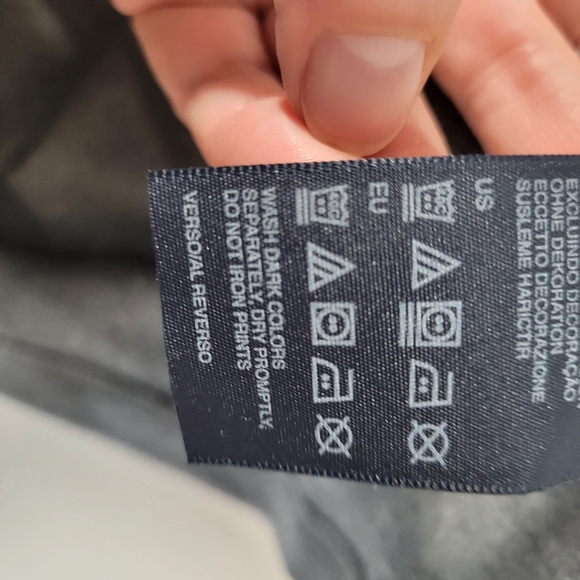 EXCLUINDO DECORAÇÃO
OHNE DEKORATION
ECCETTO DECORAZIONE
SUSLEME HARICTIR
US
EU
WASH DARK COLORS
SEPARATELY, DRY PROMPTLY
DO NOT IRON PRINTS
VERSO/AL REVERSO